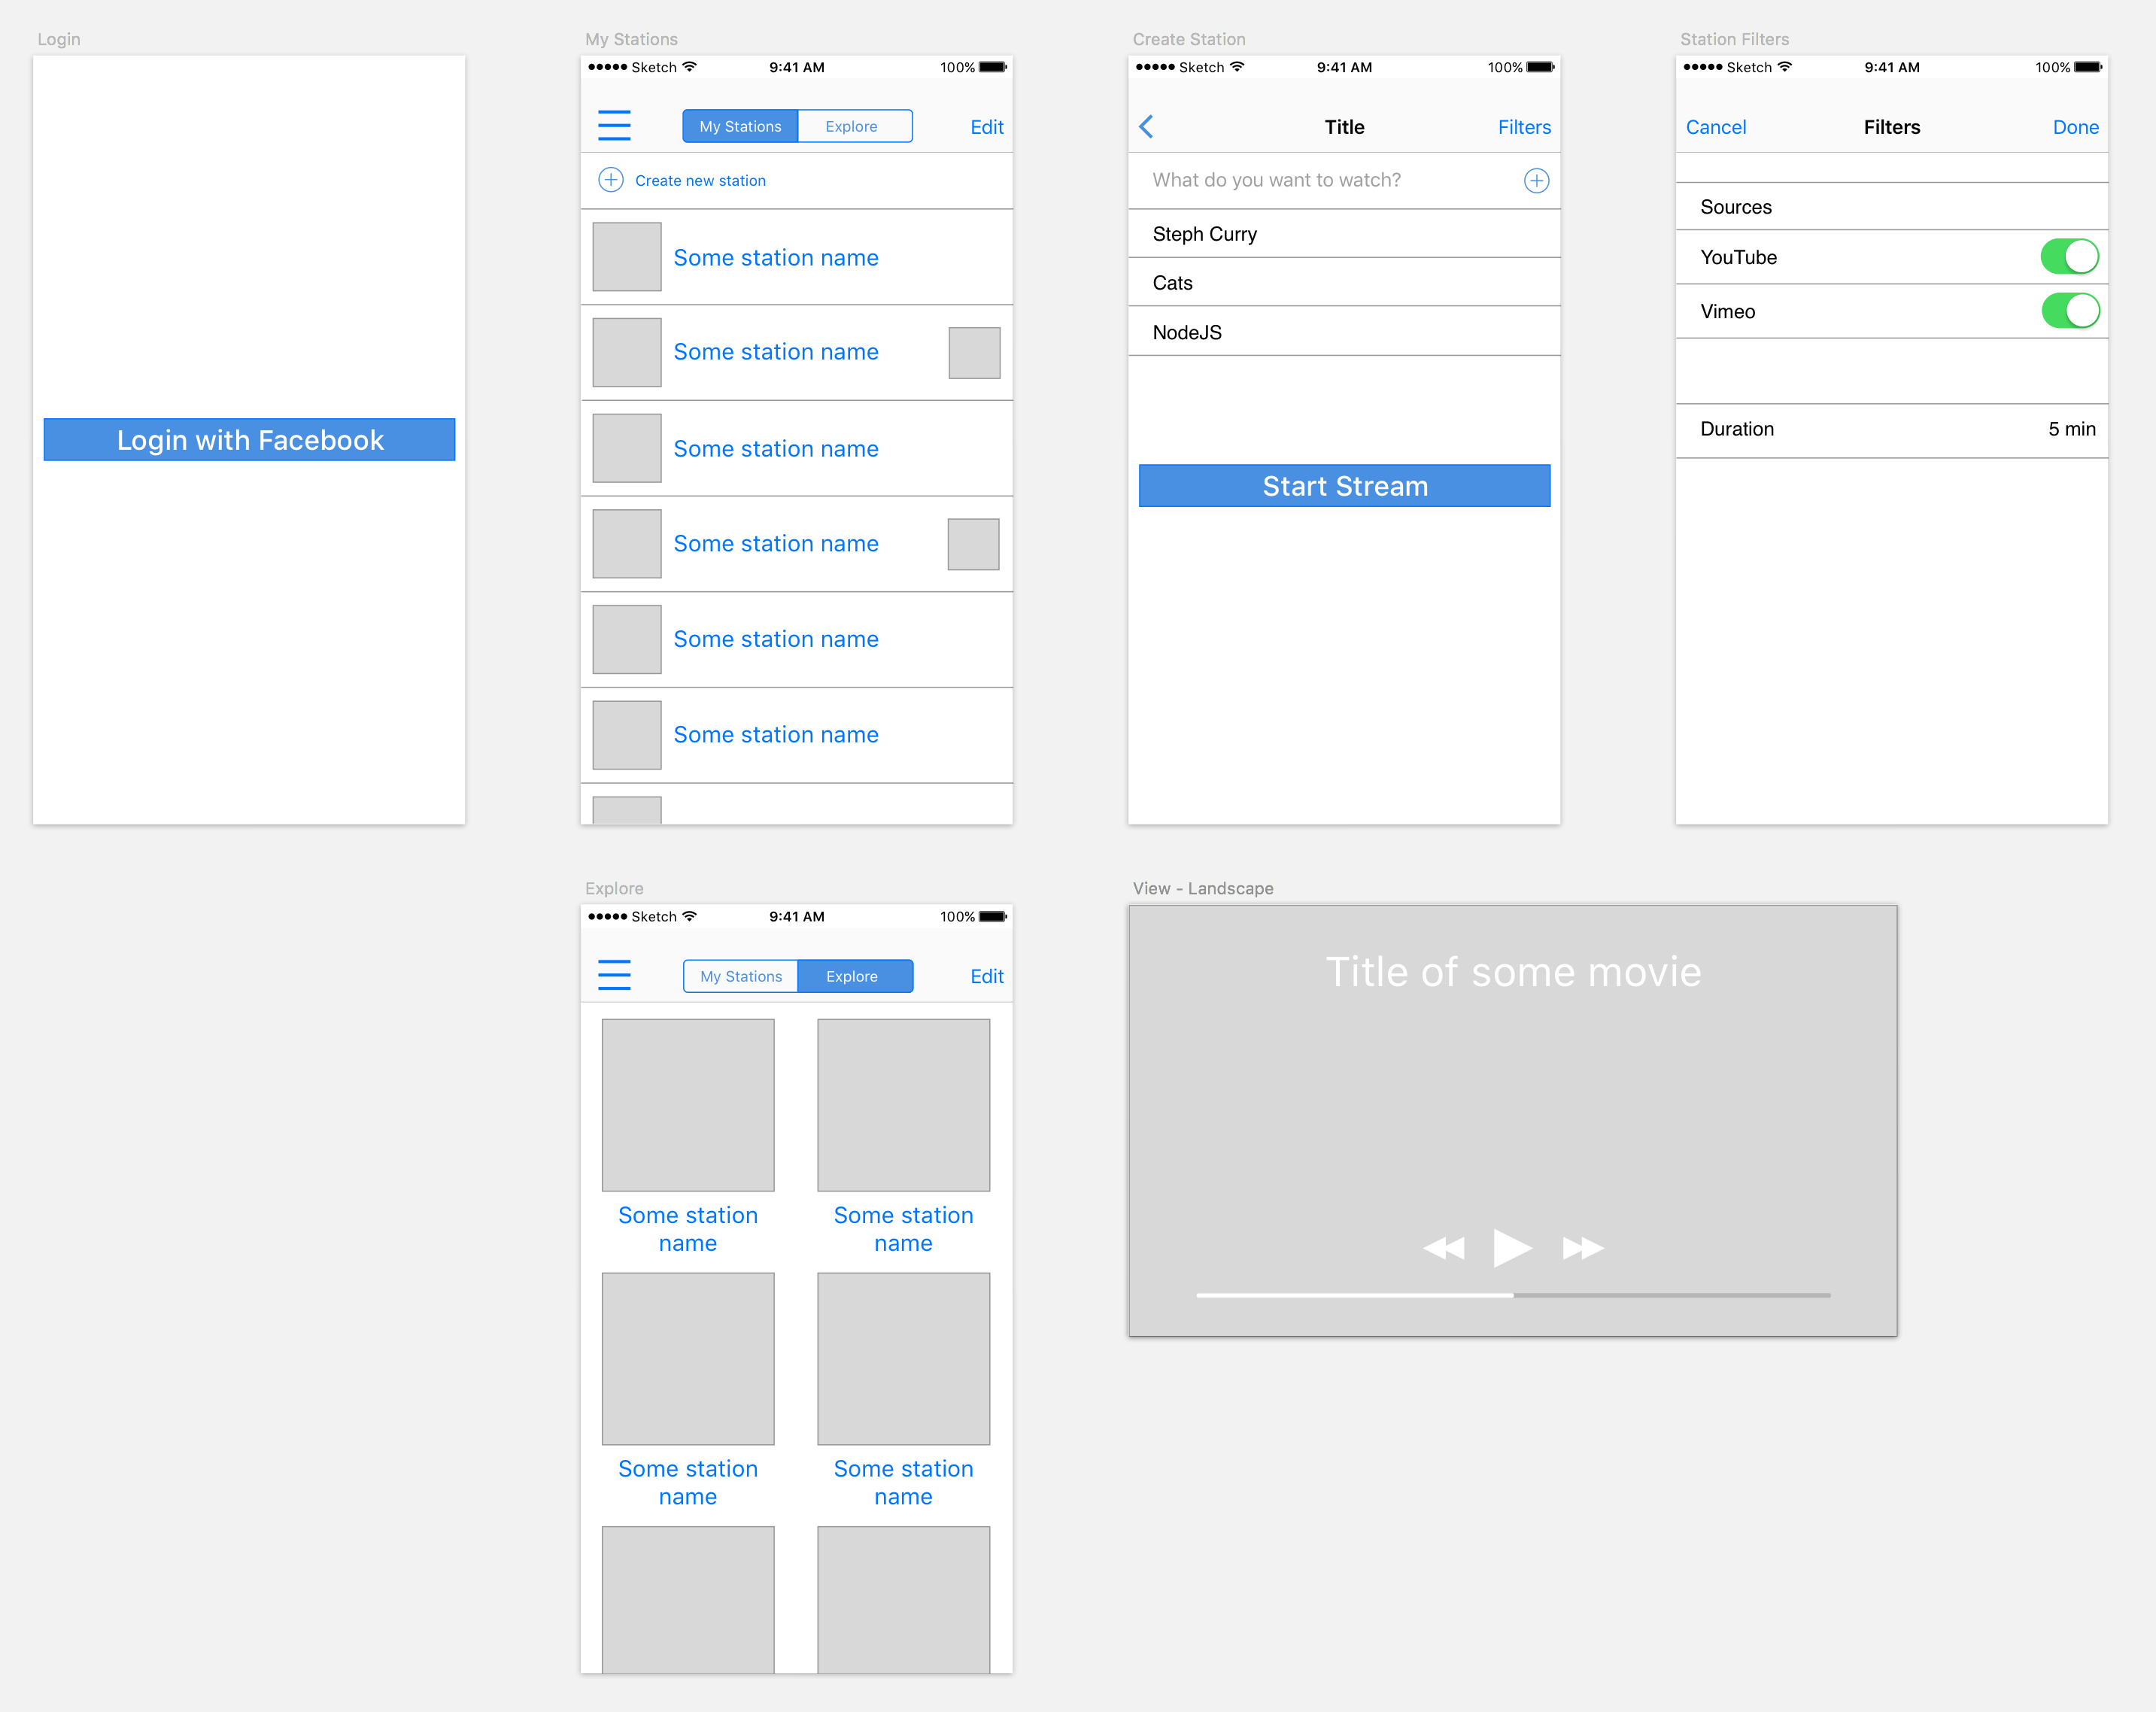 Login
Login with Facebook
My Stations
Sketch 9:41 AM 100%
My Stations Explore Edit
Create new station
Some station name
Some station name
Some station name
Some station name
Some station name
Some station name
Create Station
Sketch 9:41 AM 100%
Title Filters
What do you want to watch?
Steph Curry
Cats
NodeJS
Start Stream
Station Filters
Sketch 9:41 AM 100%
Cancel Filters Done
Sources
YouTube
Vimeo
Duration 5 min
Explore
Sketch 9:41 AM 100%
My Stations Explore Edit
Some station
name
Some station
name
Some station
name
Some station
name
View - Landscape
Title of some movie